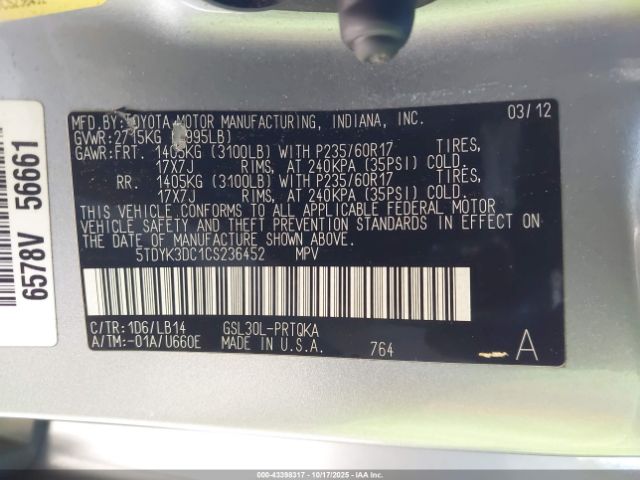 MFD.BY:TOYOTA MOTOR MANUFACTURING, INDIANA, INC. 03/12
GVWR:2715KG ( 995LB)
GAWR:FRT. 1405KG (3100LB) WITH P235/60R17 TIRES,
17X7J RIMS, AT 240KPA (35PSI) COLD.
RR. 1405KG (3100LB) WITH P235/60R17 TIRES,
17X7J RIMS, AT 240KPA (35PSI) COLD.
THIS VEHICLE CONFORMS TO ALL APPLICABLE FEDERAL MOTOR
VEHICLE SAFETY AND THEFT PREVENTION STANDARDS IN EFFECT ON
THE DATE OF MANUFACTURE SHOWN ABOVE.
5TDYK3DC1CS236452 MPV
C/TR:1D6/LB14 GSL30L-PRTQKA
A/TM:-01A/U660E MADE IN U.S.A. 764 A
6578V 56661
000-43398317 - 10/17/2025 - © IAA Inc.